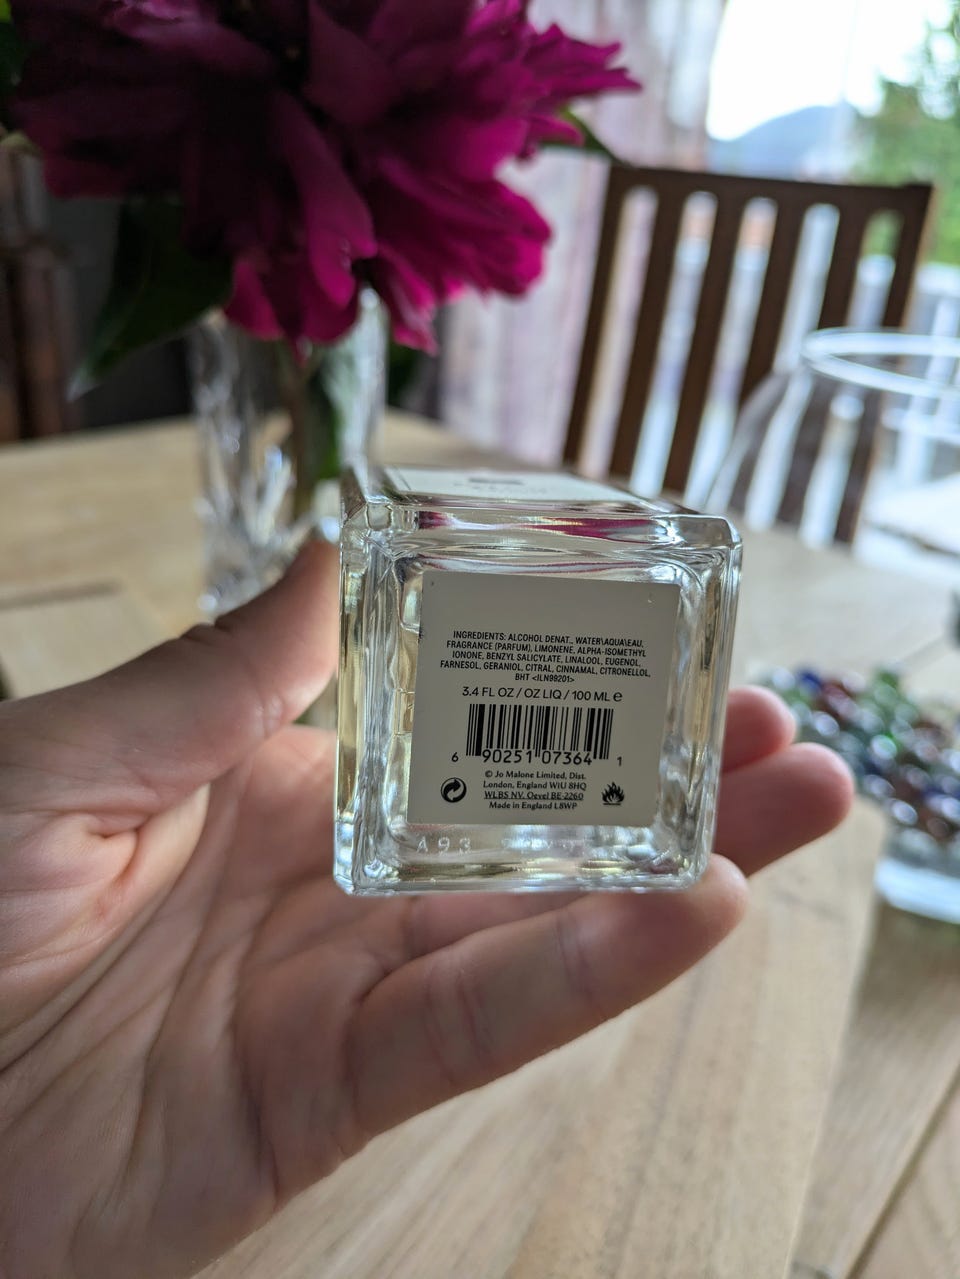 INGREDIENTS: ALCOHOL DENAT., WATER\AQUA\EAU,
FRAGRANCE (PARFUM), LIMONENE, ALPHA-ISOMETHYL
IONONE, BENZYL SALICYLATE, LINALOOL, EUGENOL,
FARNESOL, GERANIOL, CITRAL, CINNAMAL, CITRONELLOL,
BHT <ILN99201>
3.4 FL OZ / OZ LIQ / 100 ML e
6 90251 07364 1
© Jo Malone Limited, Dist.
London, England W1U 8HQ
WLBS NV. Oevel BE-2260
Made in England L8WP
A93